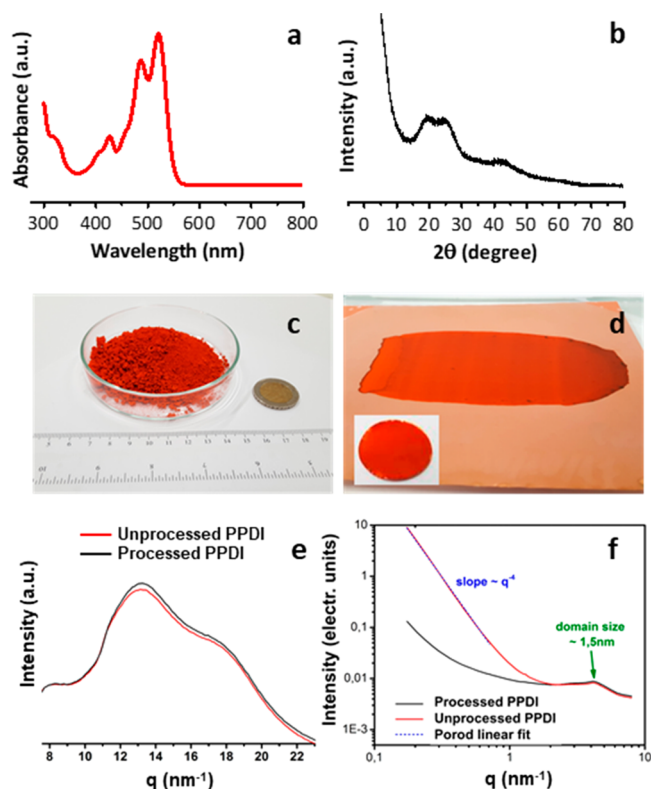 a
Absorbance (a.u.)
300 400 500 600 700 800
Wavelength (nm)
b
Intensity (a.u.)
0 10 20 30 40 50 60 70 80
2θ (degree)
c
d
Unprocessed PPDI
Processed PPDI
e
Intensity (a.u.)
8 10 12 14 16 18 20 22
q (nm⁻¹)
f
Intensity (electr. units)
10
1
0,1
0,01
1E-3
slope ~ q⁻⁴
domain size
~ 1,5nm
Processed PPDI
Unprocessed PPDI
Porod linear fit
0,1 1 10
q (nm⁻¹)